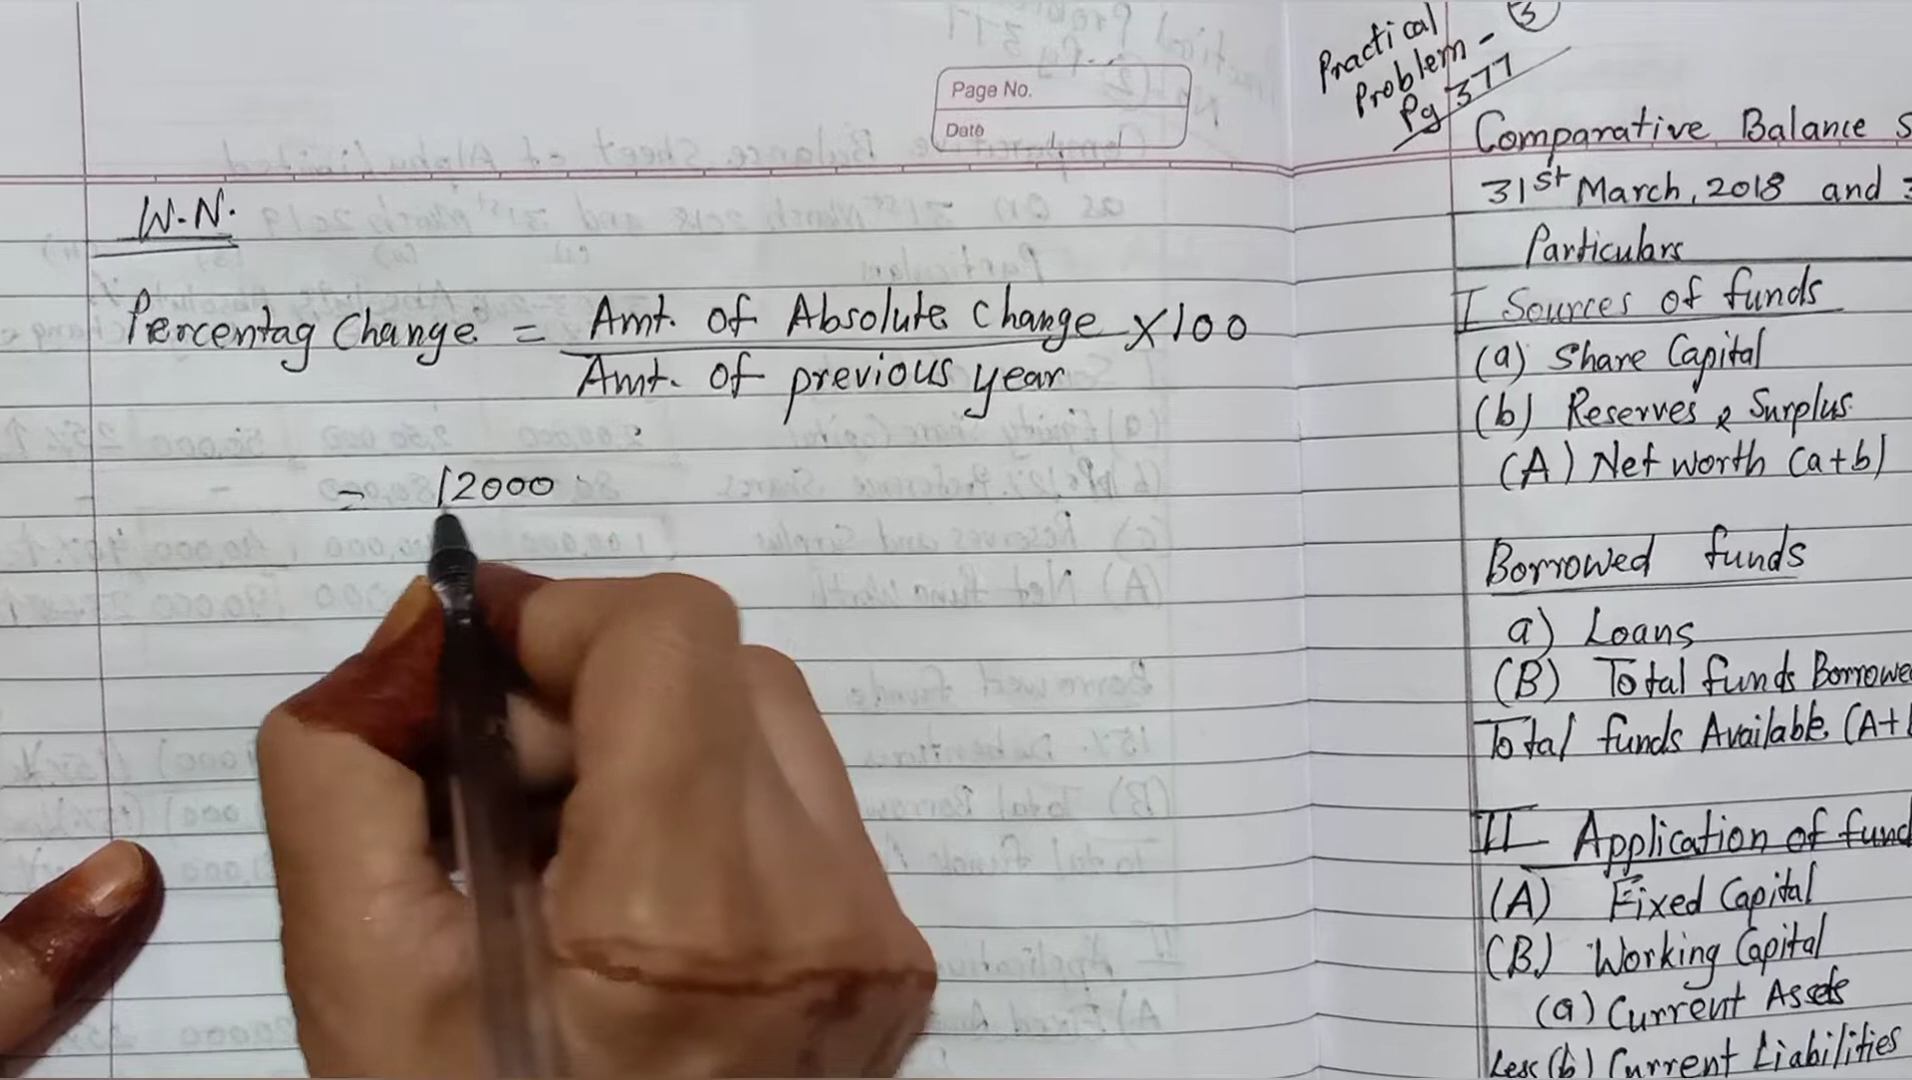 Page No.
Date
W.N.
Percentag Change = Amt. of Absolute change × 100
Amt. of previous year
= 12000
Practical
Problem - 3
Pg 377
Comparative Balance S
31st March, 2018 and 3
Particulars
I Sources of funds
(a) Share Capital
(b) Reserves & Surplus
(A) Net worth (a+b)
Borrowed funds
a) Loans
(B) Total funds Borrowe
Total funds Available (A+
II Application of fund
(A) Fixed Capital
(B) Working Capital
(a) Current Assets
Less (b) Current Liabilities